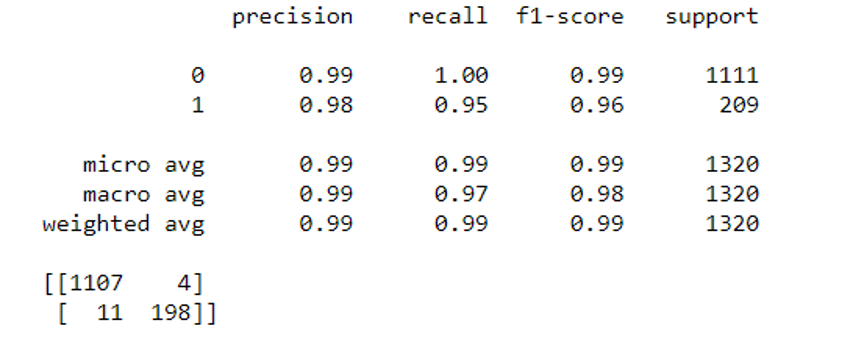 precision recall f1-score support
0 0.99 1.00 0.99 1111
1 0.98 0.95 0.96 209
micro avg 0.99 0.99 0.99 1320
macro avg 0.99 0.97 0.98 1320
weighted avg 0.99 0.99 0.99 1320
[[1107 4]
[ 11 198]]